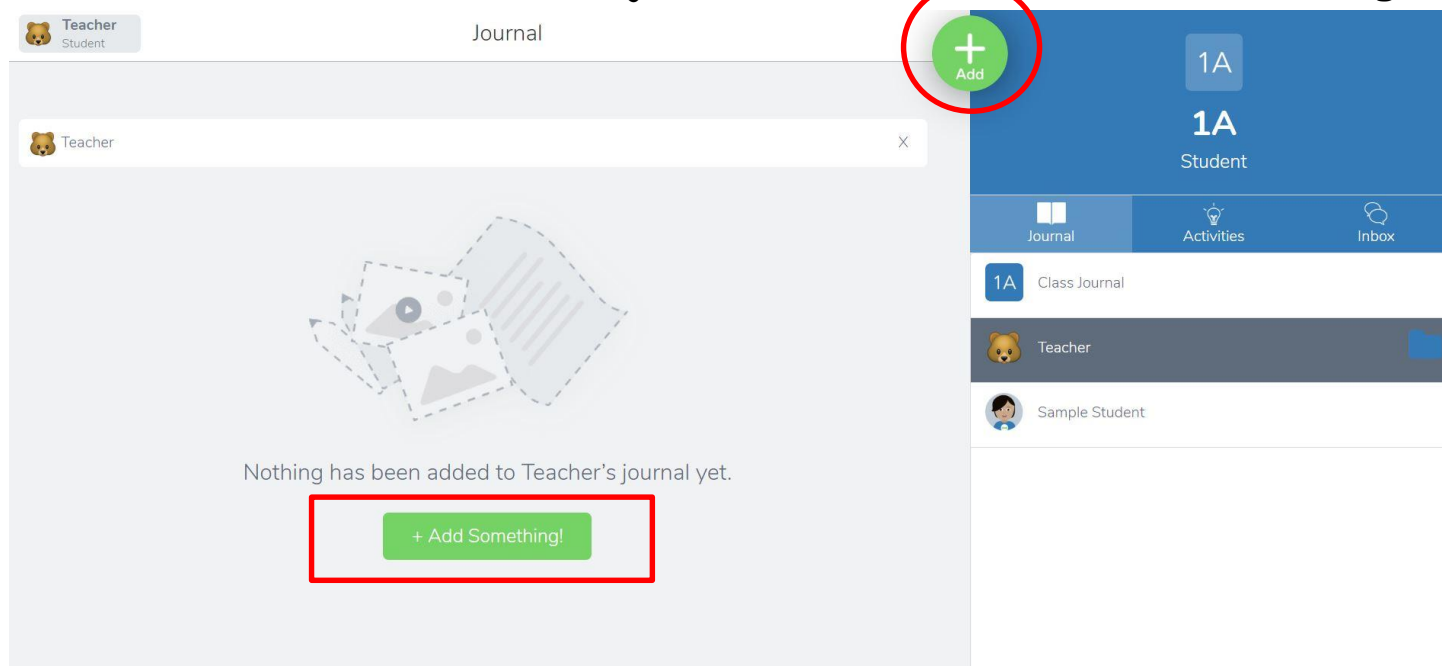 Teacher
Student
Journal
Add
Teacher
X
Nothing has been added to Teacher's journal yet.
+ Add Something!
1A
1A
Student
Journal
Activities
Inbox
1A
Class Journal
Teacher
Sample Student